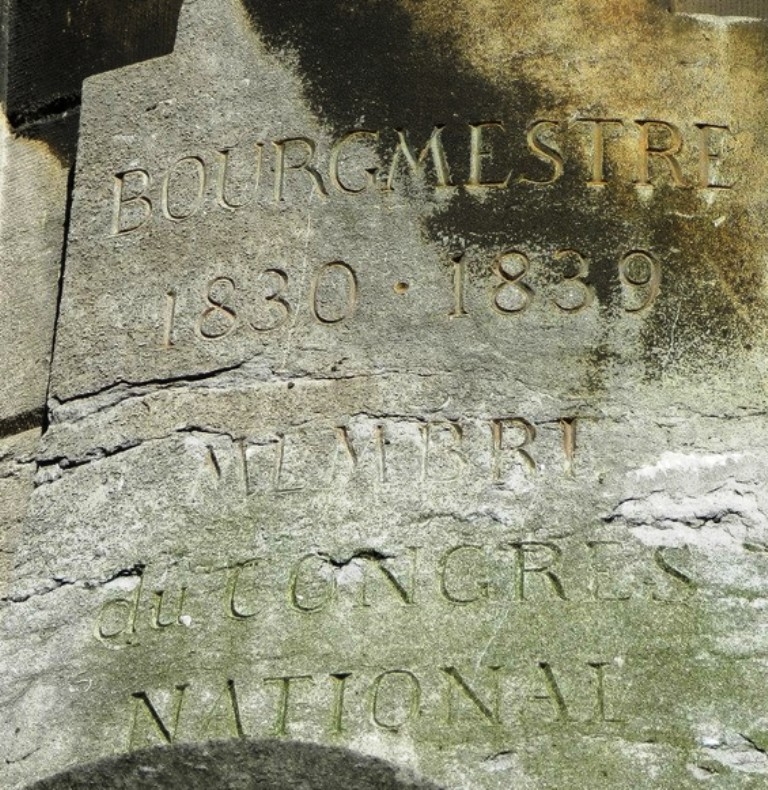 BOURGMESTRE
1830 · 1839
MEMBRE
du CONGRES
NATIONAL